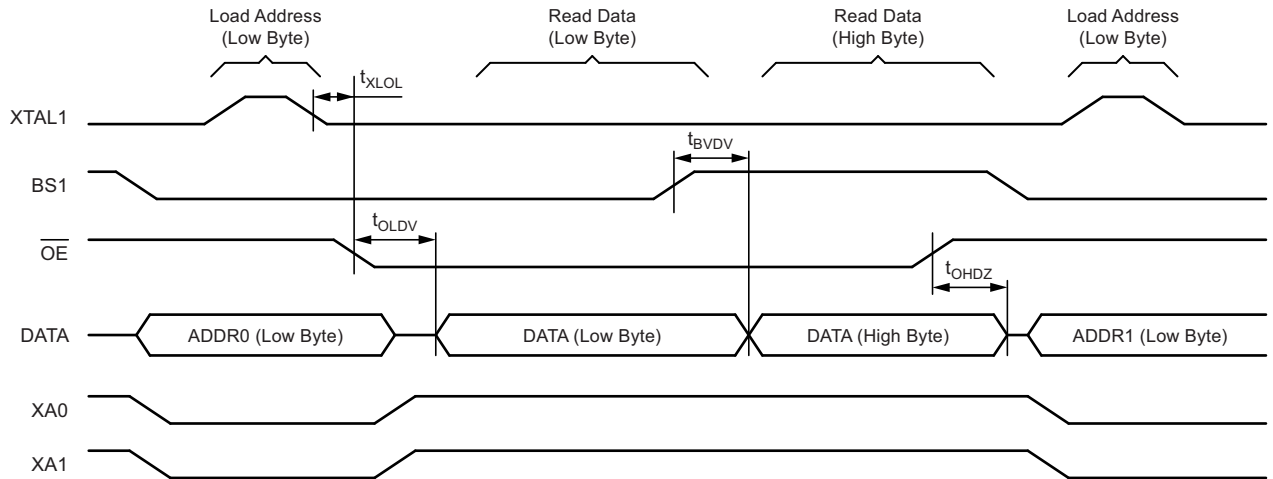 Load Address
(Low Byte)
Read Data
(Low Byte)
Read Data
(High Byte)
Load Address
(Low Byte)
tXLOL
XTAL1
tBVDV
BS1
tOLDV
OE
tOHDZ
DATA
ADDR0 (Low Byte)
DATA (Low Byte)
DATA (High Byte)
ADDR1 (Low Byte)
XA0
XA1